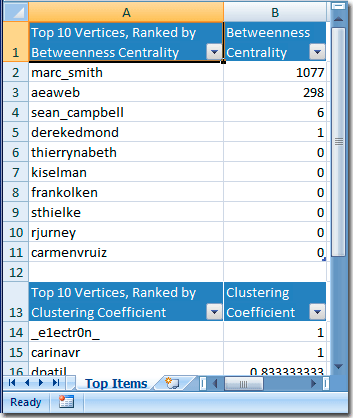 A B
1 Top 10 Vertices, Ranked by Betweenness Centrality Betweenness Centrality
2 marc_smith 1077
3 aeaweb 298
4 sean_campbell 6
5 derekedmond 1
6 thierrynabeth 0
7 kiselman 0
8 frankolken 0
9 sthielke 0
10 rjurney 0
11 carmenvruiz 0
12
13 Top 10 Vertices, Ranked by Clustering Coefficient Clustering Coefficient
14 _e1ectr0n_ 1
15 carinavr 1
16 dpatil 0.833333333
Top Items
Ready